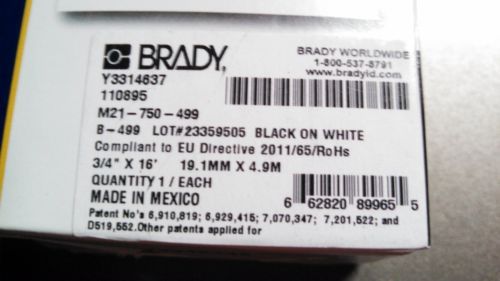 BRADY.
BRADY WORLDWIDE
1-800-537-8791
www.bradyid.com
Y3314637
110895
M21-750-499
B-499 LOT#23359505 BLACK ON WHITE
Compliant to EU Directive 2011/65/RoHs
3/4" X 16' 19.1MM X 4.9M
QUANTITY 1 / EACH
MADE IN MEXICO
6 62820 89965 5
Patent No's 6,910,819; 6,929,415; 7,070,347; 7,201,522; and
D519,552.Other patents applied for